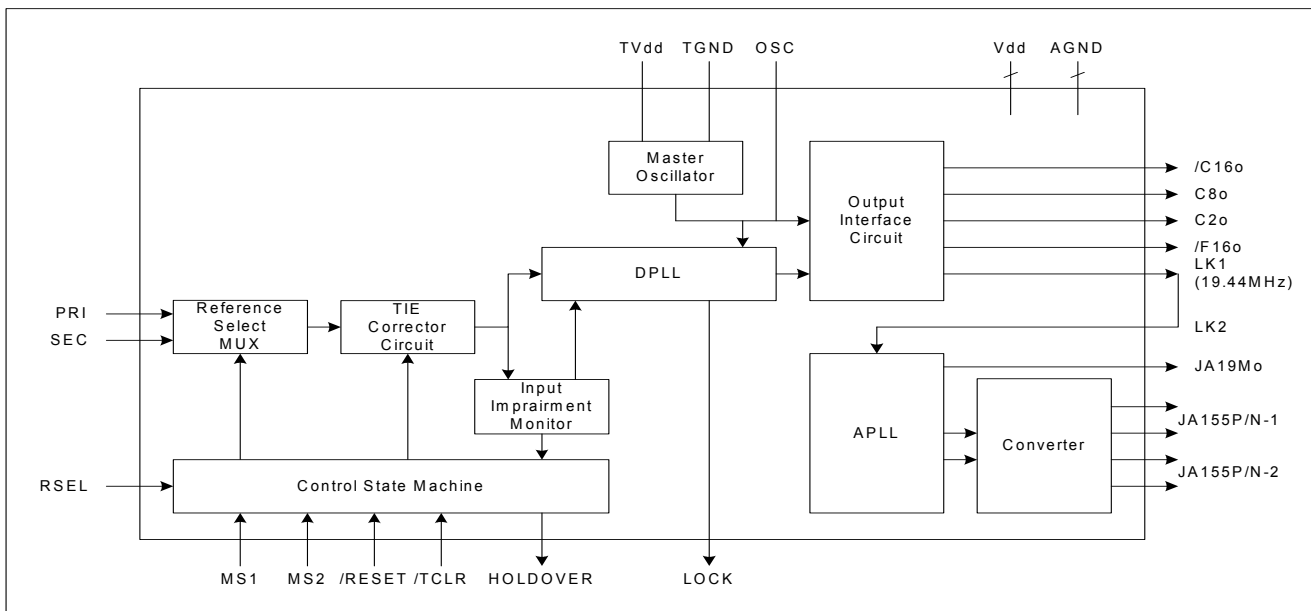 TVdd TGND OSC Vdd AGND
Master
Oscillator
Output
Interface
Circuit
/C16o
C8o
C2o
/F16o
LK1
(19.44MHz)
DPLL
PRI
SEC
Reference
Select
MUX
TIE
Corrector
Circuit
LK2
Input
Imprairment
Monitor
APLL
Converter
JA19Mo
JA155P/N-1
JA155P/N-2
RSEL
Control State Machine
MS1 MS2 /RESET /TCLR HOLDOVER LOCK